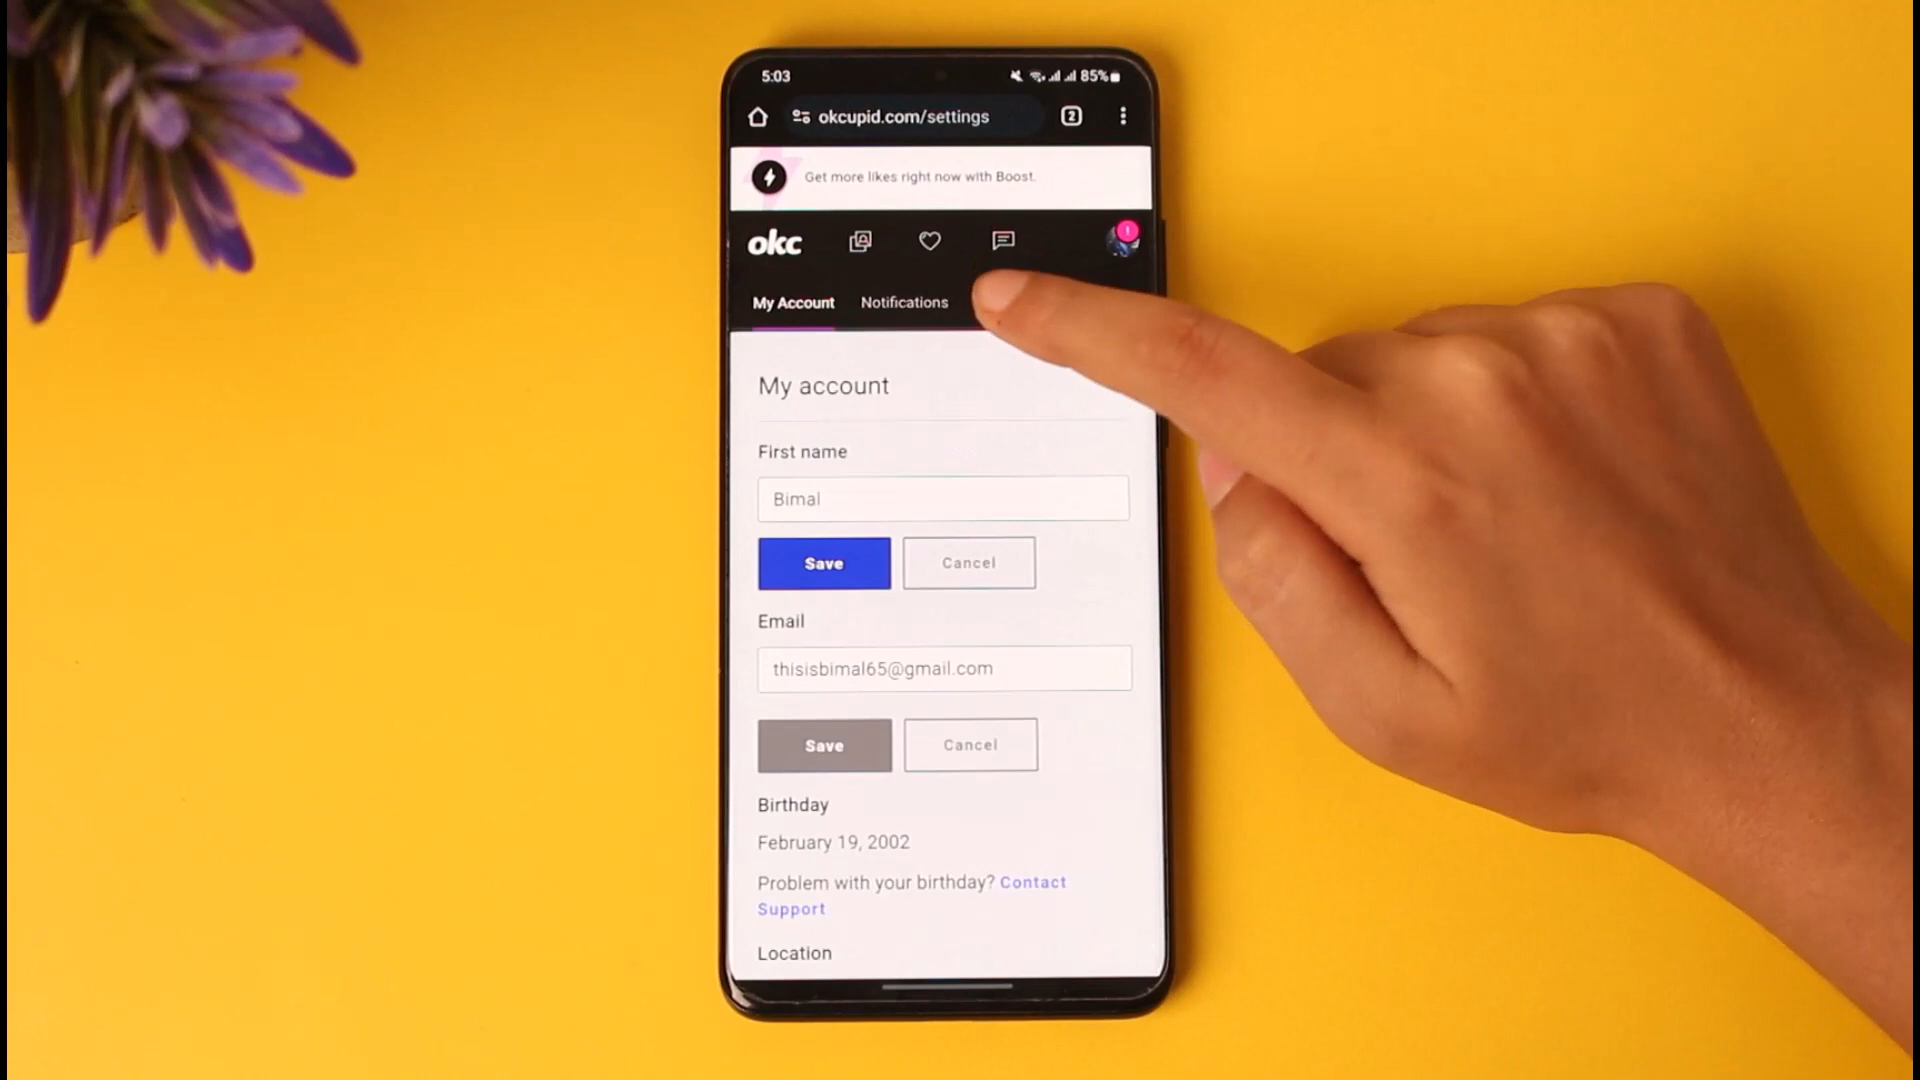 5:03
85%
okcupid.com/settings
2
Get more likes right now with Boost.
okc
!
My Account Notifications
My account
First name
Bimal
Save Cancel
Email
thisisbimal65@gmail.com
Save Cancel
Birthday
February 19, 2002
Problem with your birthday? Contact
Support
Location